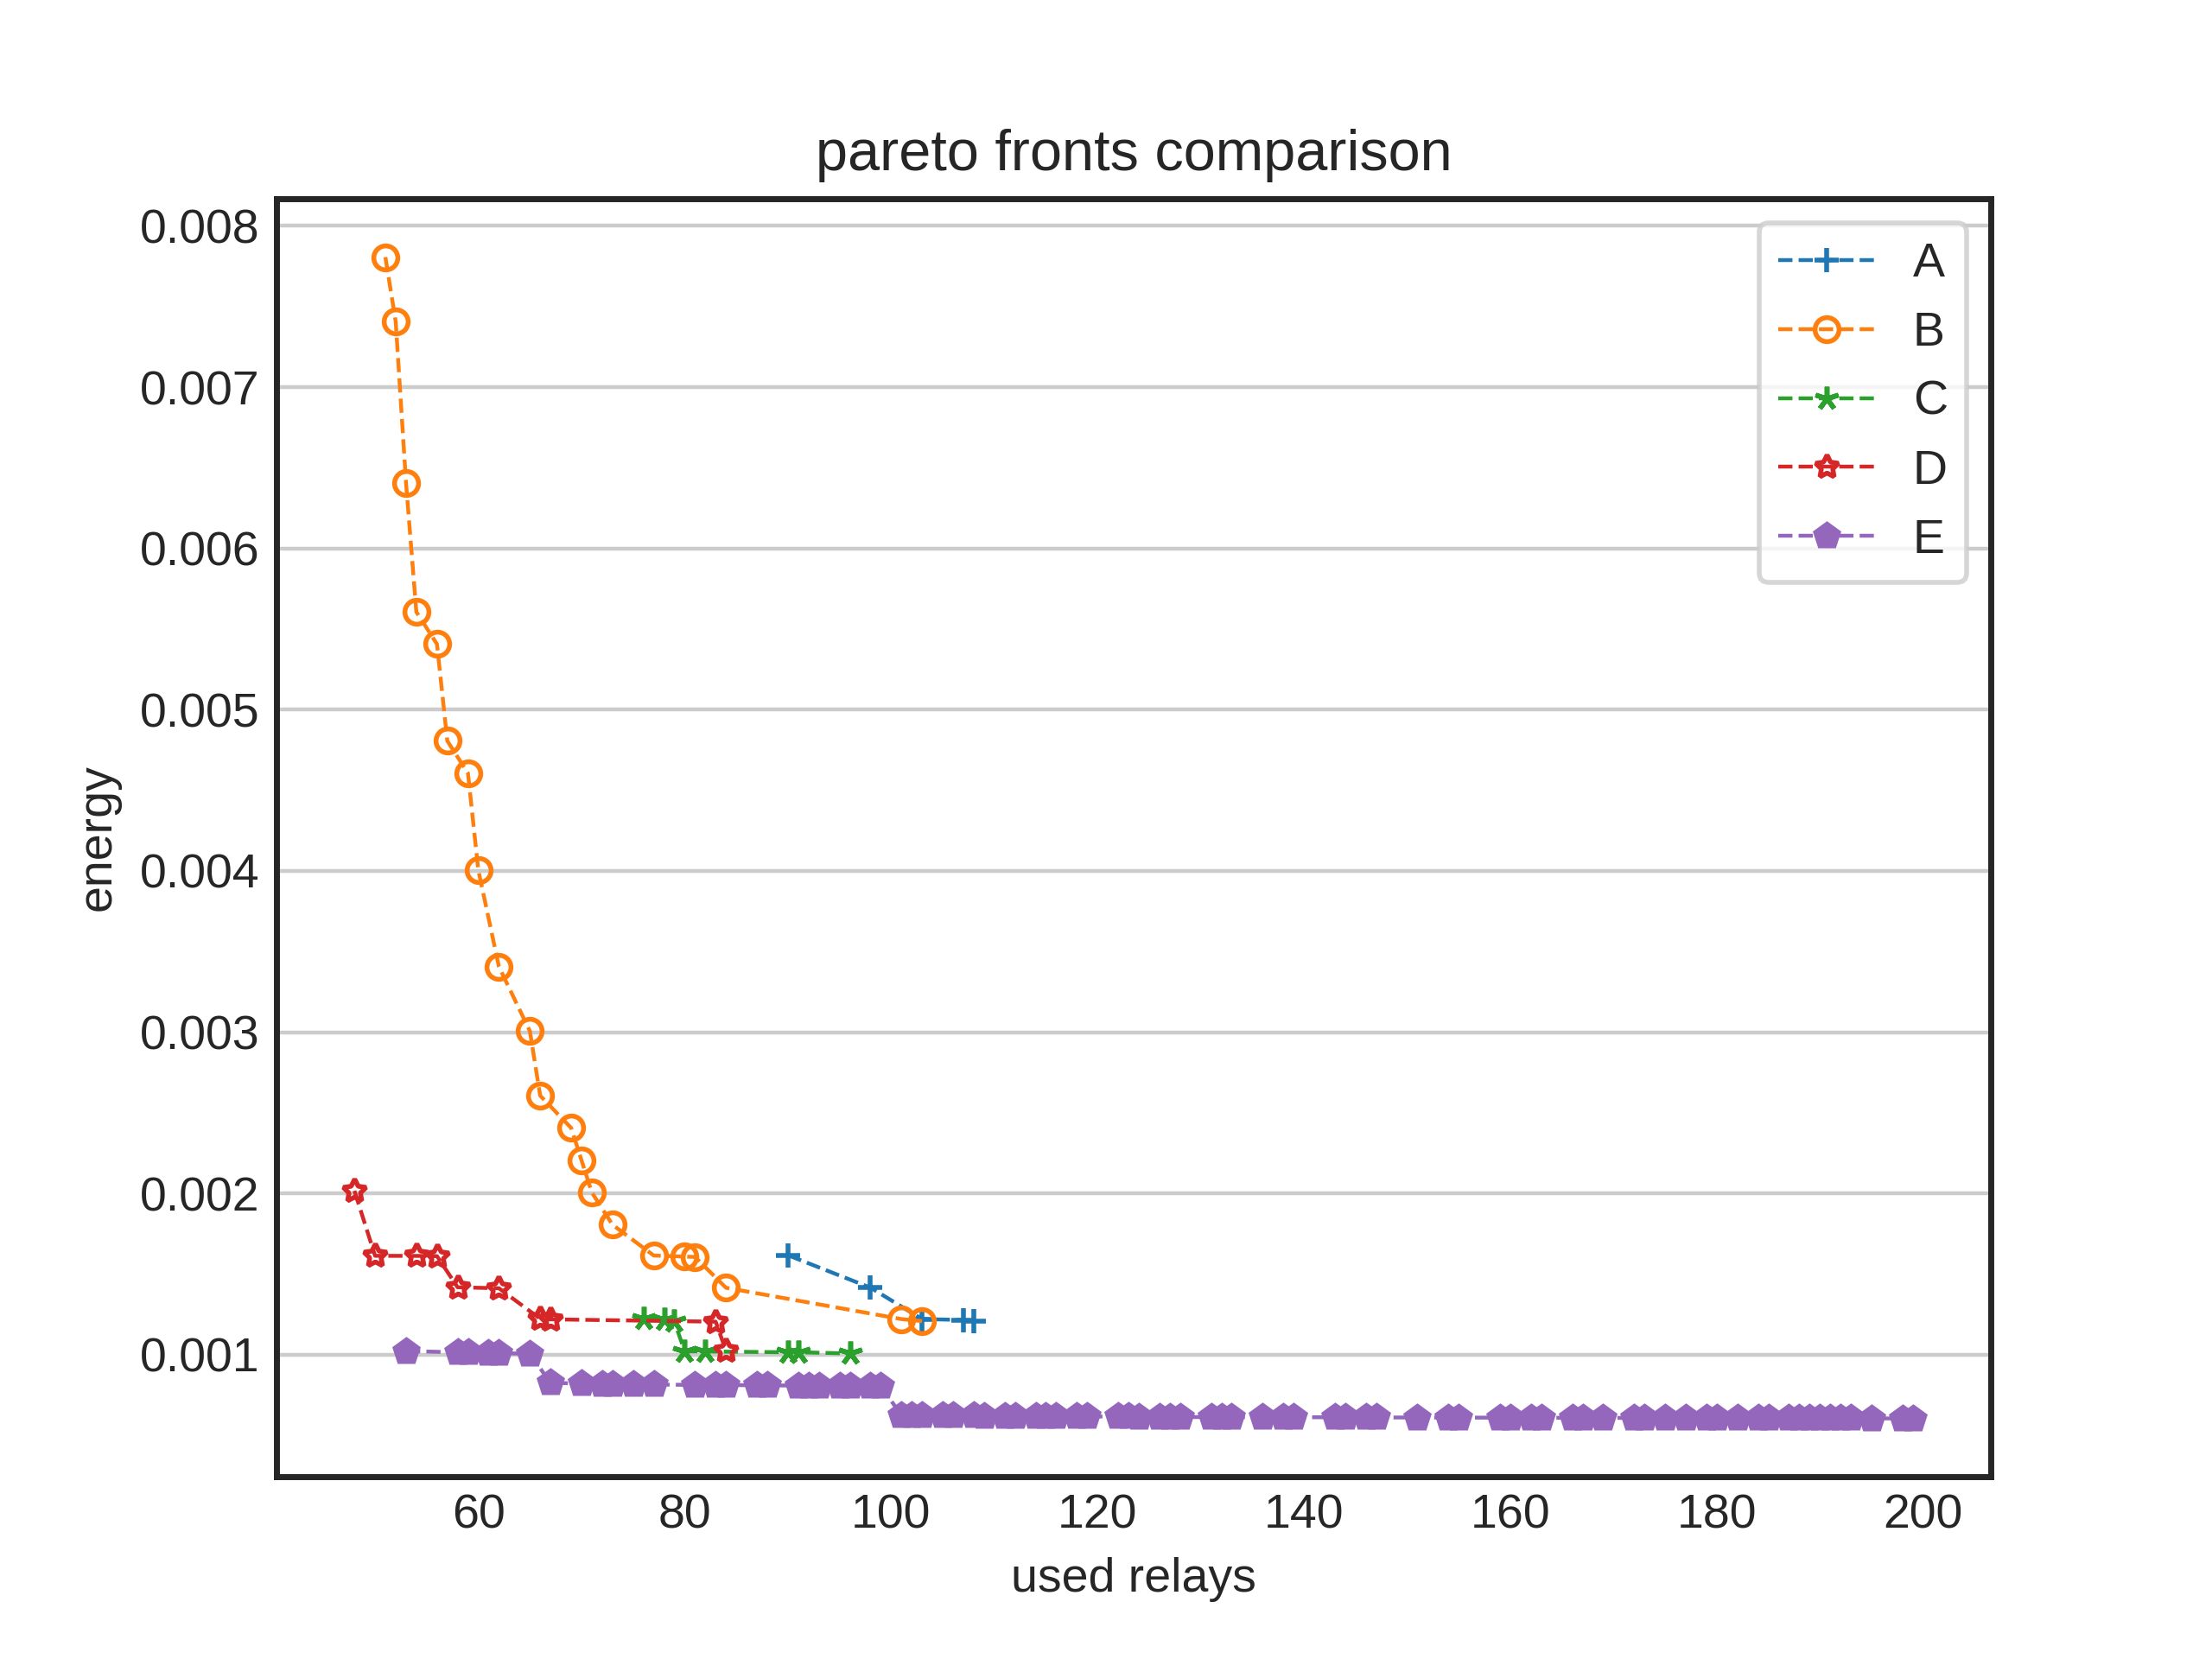 pareto fronts comparison
0.008
0.007
0.006
0.005
0.004
0.003
0.002
0.001
energy
A
B
C
D
E
60 80 100 120 140 160 180 200
used relays